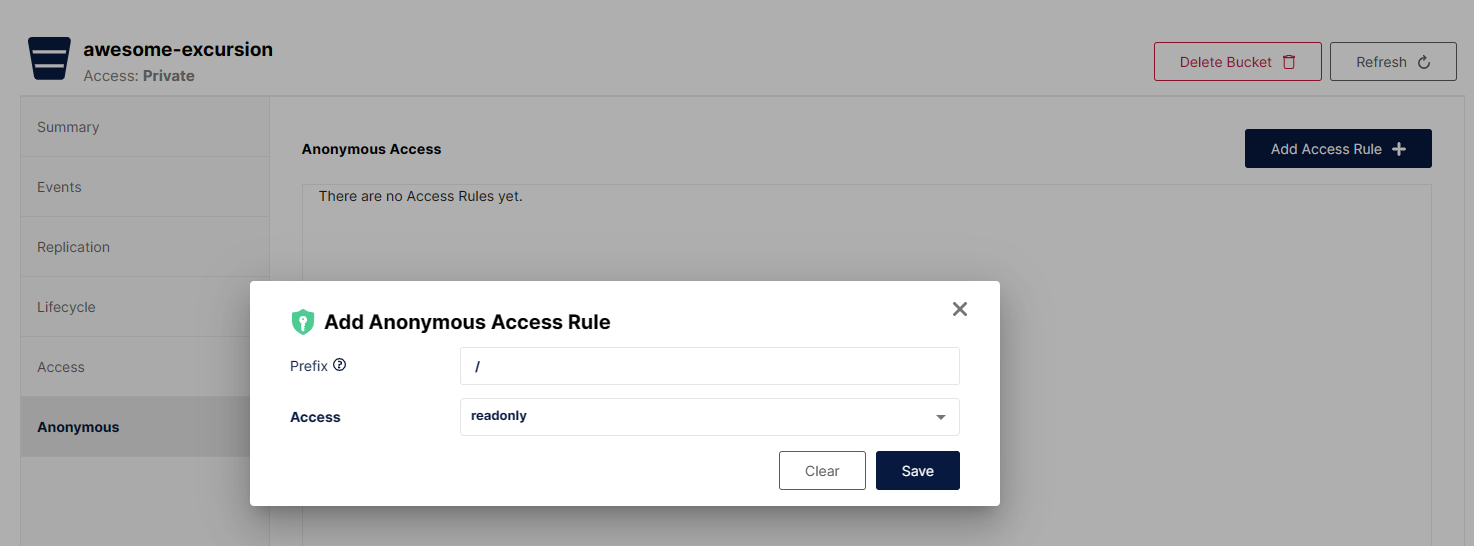 awesome-excursion
Access: Private
Delete Bucket
Refresh
Summary
Events
Replication
Lifecycle
Access
Anonymous
Anonymous Access
Add Access Rule
There are no Access Rules yet.
Add Anonymous Access Rule
Prefix
/
Access
readonly
Clear
Save